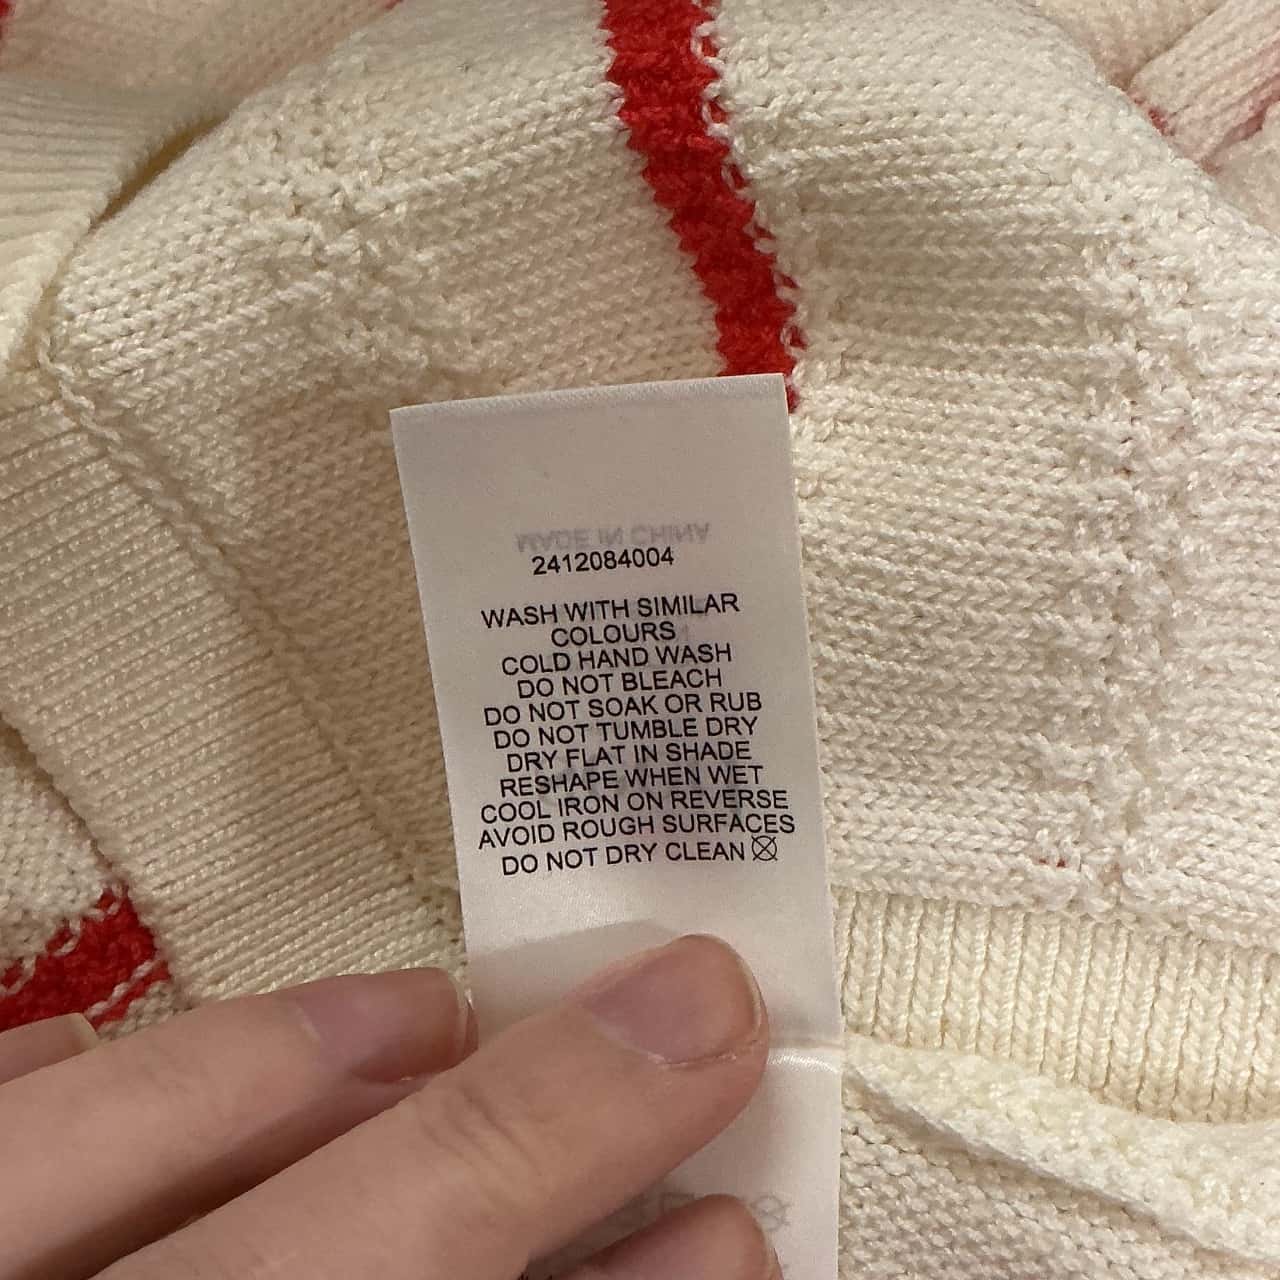 MADE IN CHINA
2412084004
WASH WITH SIMILAR
COLOURS
COLD HAND WASH
DO NOT BLEACH
DO NOT SOAK OR RUB
DO NOT TUMBLE DRY
DRY FLAT IN SHADE
RESHAPE WHEN WET
COOL IRON ON REVERSE
AVOID ROUGH SURFACES
DO NOT DRY CLEAN